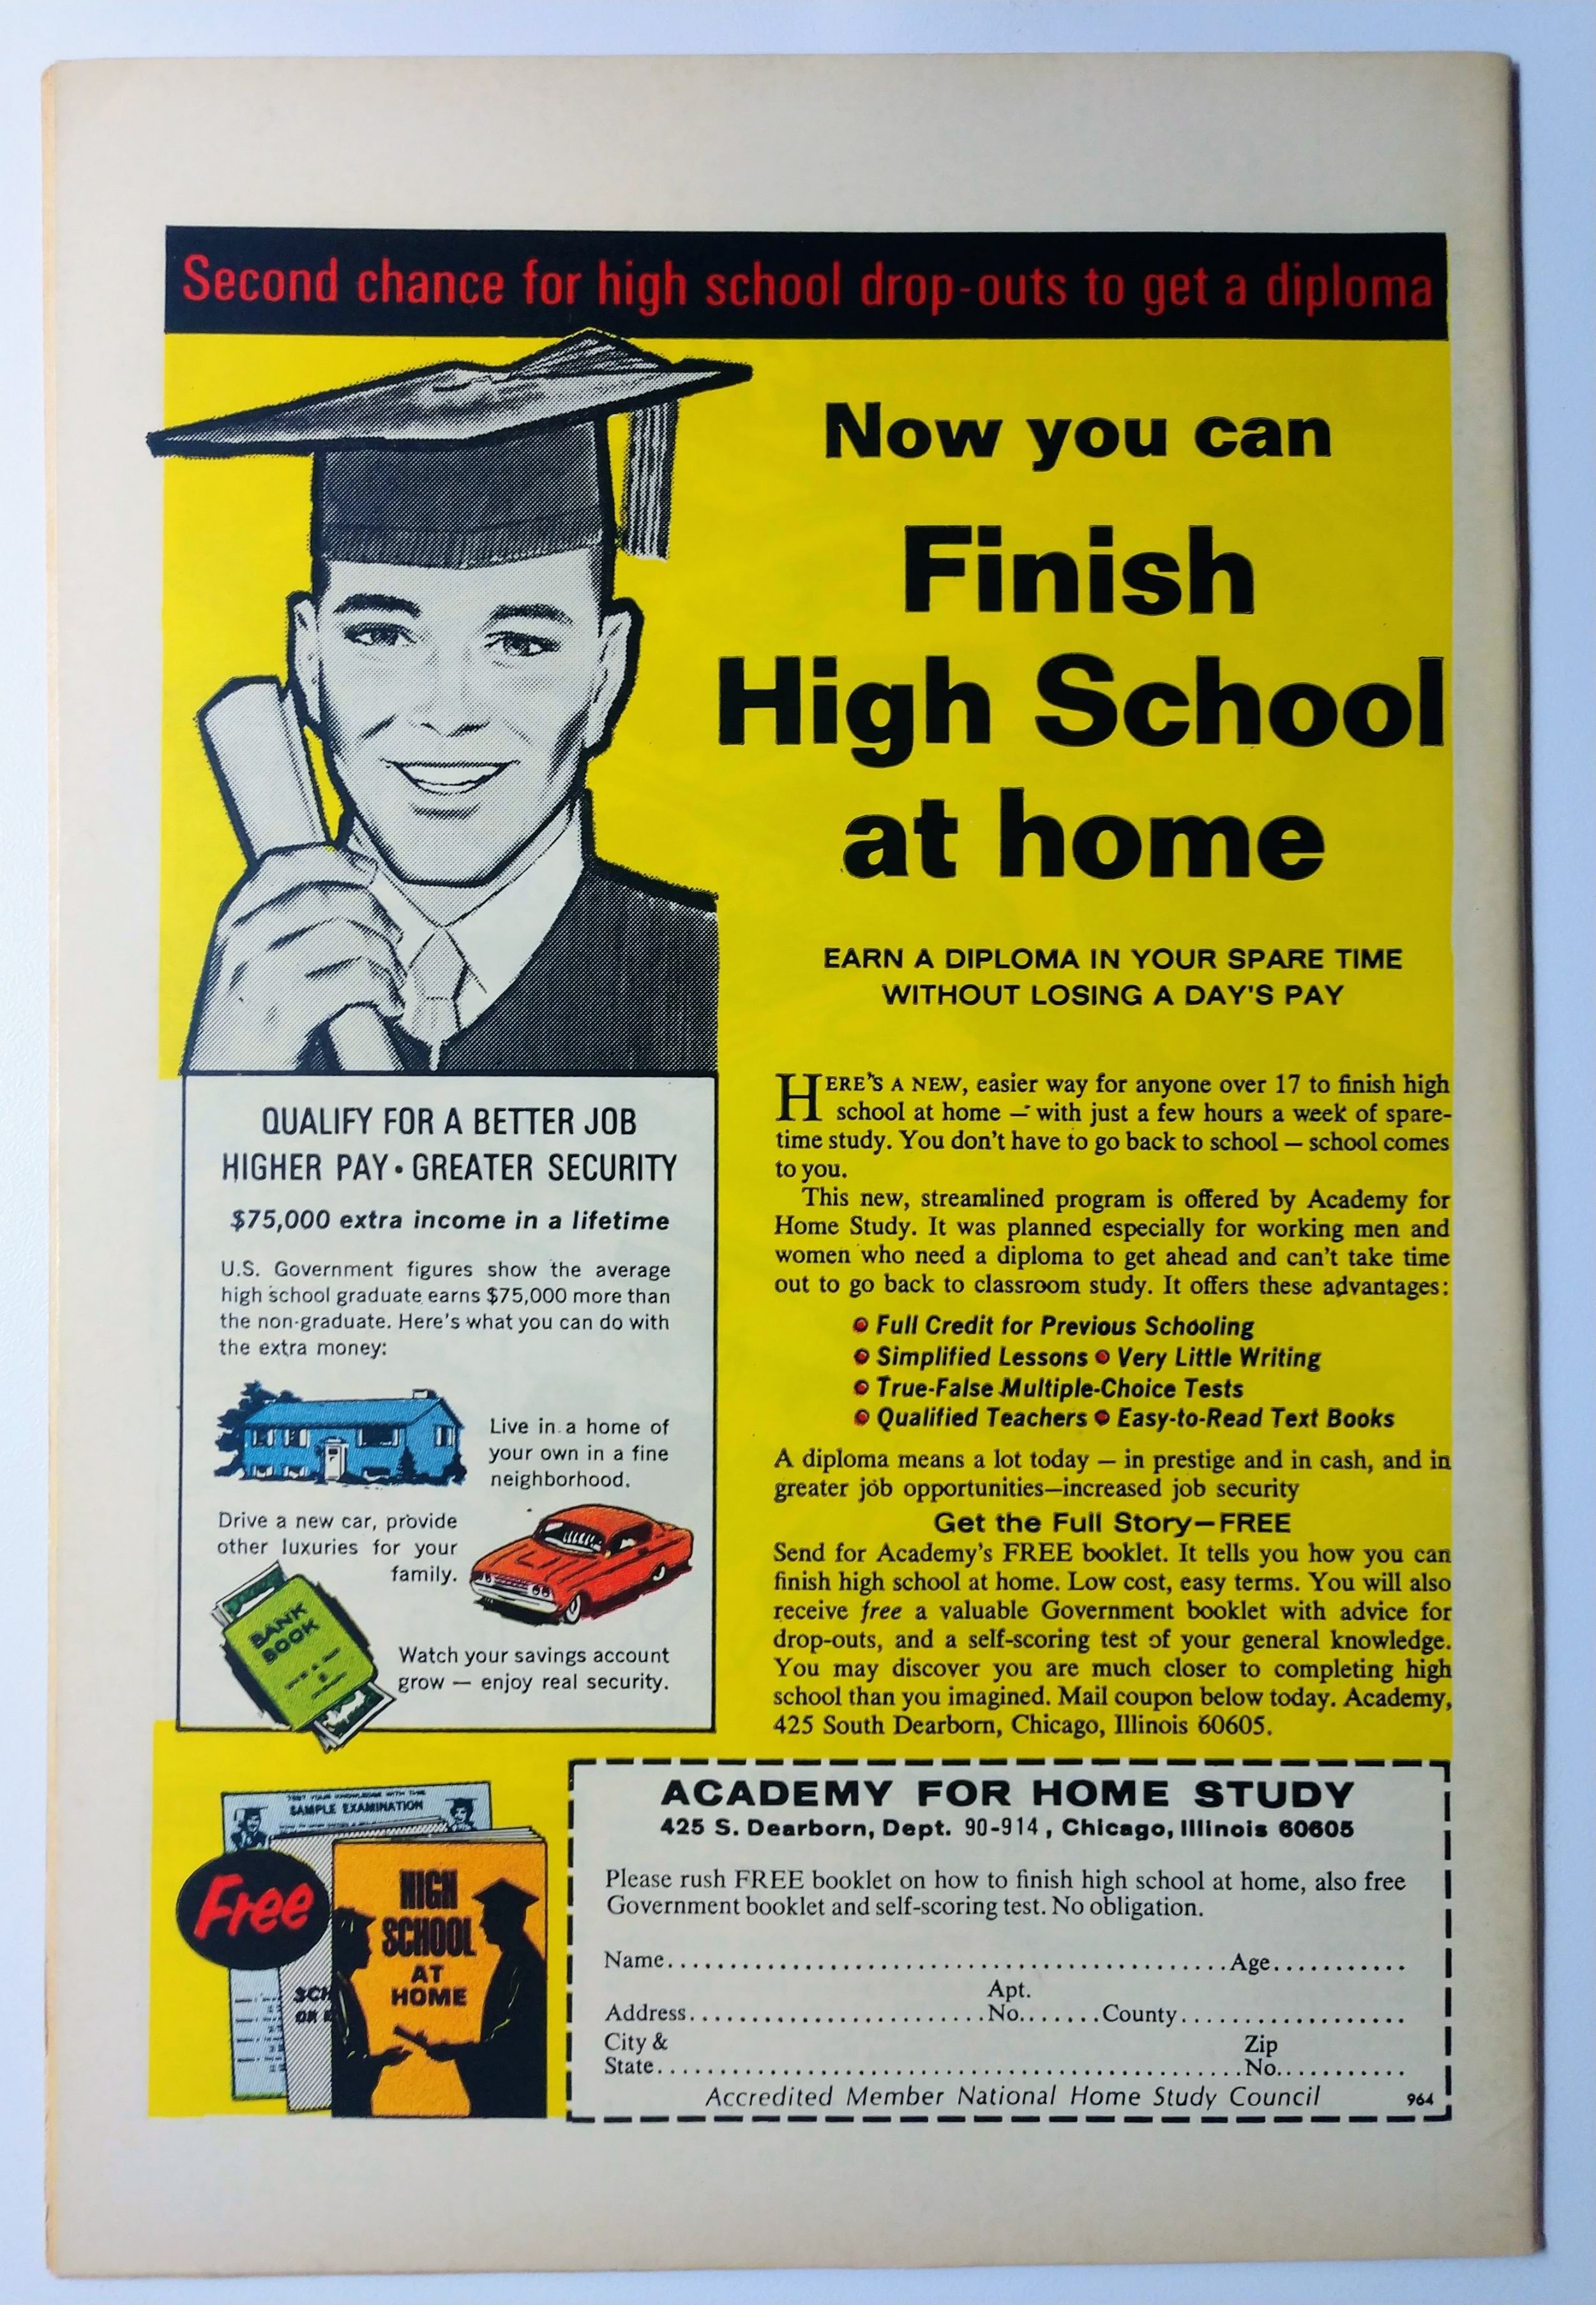 Second chance for high school drop-outs to get a diploma
Now you can
Finish
High School
at home
EARN A DIPLOMA IN YOUR SPARE TIME
WITHOUT LOSING A DAY'S PAY
HERE'S A NEW, easier way for anyone over 17 to finish high
school at home — with just a few hours a week of spare-
time study. You don't have to go back to school — school comes
to you.
This new, streamlined program is offered by Academy for
Home Study. It was planned especially for working men and
women who need a diploma to get ahead and can't take time
out to go back to classroom study. It offers these advantages:
• Full Credit for Previous Schooling
• Simplified Lessons • Very Little Writing
• True-False Multiple-Choice Tests
• Qualified Teachers • Easy-to-Read Text Books
A diploma means a lot today — in prestige and in cash, and in
greater job opportunities—increased job security
Get the Full Story—FREE
Send for Academy's FREE booklet. It tells you how you can
finish high school at home. Low cost, easy terms. You will also
receive free a valuable Government booklet with advice for
drop-outs, and a self-scoring test of your general knowledge.
You may discover you are much closer to completing high
school than you imagined. Mail coupon below today. Academy,
425 South Dearborn, Chicago, Illinois 60605.
QUALIFY FOR A BETTER JOB
HIGHER PAY • GREATER SECURITY
$75,000 extra income in a lifetime
U.S. Government figures show the average
high school graduate earns $75,000 more than
the non-graduate. Here's what you can do with
the extra money:
Live in a home of
your own in a fine
neighborhood.
Drive a new car, provide
other luxuries for your
family.
BANK
BOOK
Watch your savings account
grow — enjoy real security.
TEST YOUR KNOWLEDGE WITH THIS
SAMPLE EXAMINATION
Free
SCH
OR
HIGH
SCHOOL
AT
HOME
ACADEMY FOR HOME STUDY
425 S. Dearborn, Dept. 90-914, Chicago, Illinois 60605
Please rush FREE booklet on how to finish high school at home, also free
Government booklet and self-scoring test. No obligation.
Name.............................................Age...........
Apt.
Address........................No.......County..................
City & Zip
State...............................................No...........
Accredited Member National Home Study Council 964